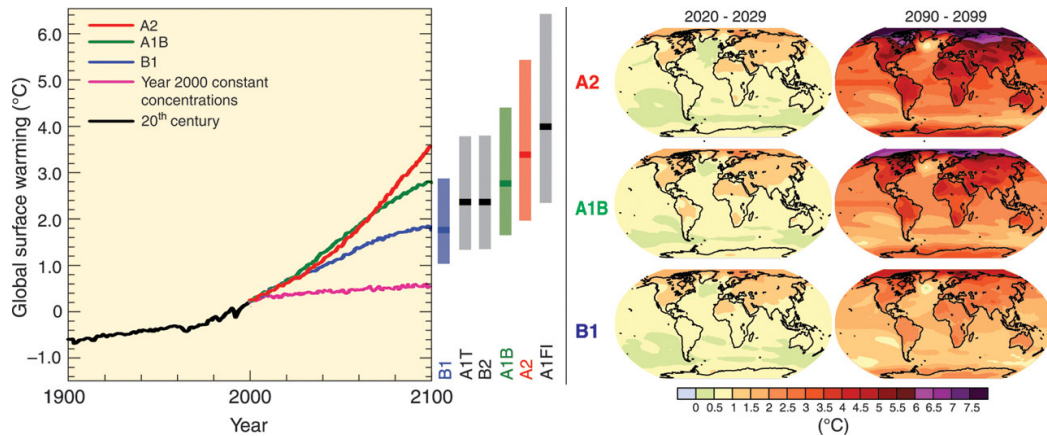 6.0
5.0
4.0
3.0
2.0
1.0
0
–1.0
Global surface warming (°C)
A2
A1B
B1
Year 2000 constant
concentrations
20th century
1900
2000
2100
Year
B1
A1T
B2
A1B
A2
A1FI
2020 - 2029
2090 - 2099
A2
A1B
B1
0 0.5 1 1.5 2 2.5 3 3.5 4 4.5 5 5.5 6 6.5 7 7.5
(°C)